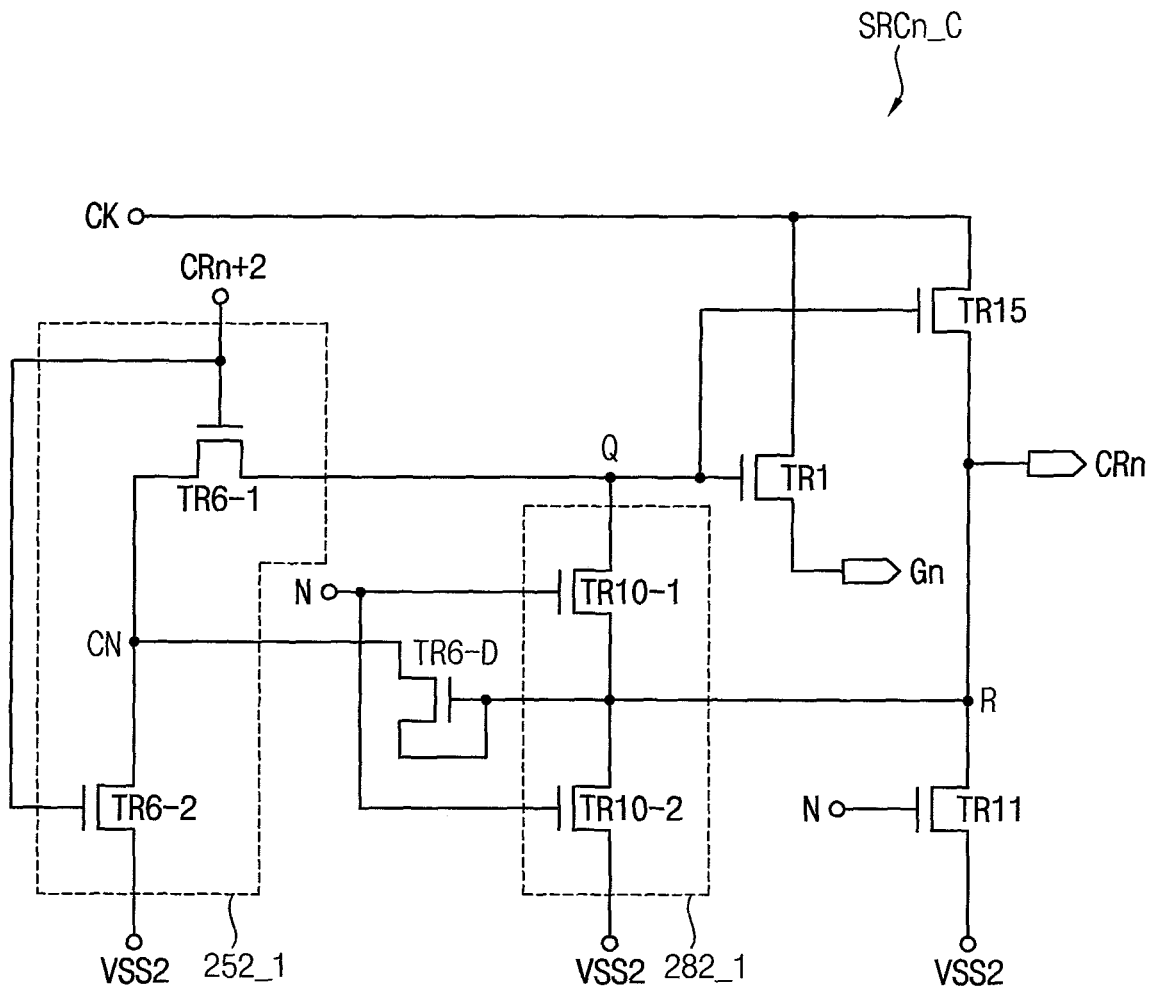 SRCn_C
CK
CRn+2
TR15
Q
CRn
TR1
TR6-1
Gn
N
TR10-1
CN
TR6-D
R
TR6-2
TR10-2
N
TR11
VSS2
252_1
VSS2
282_1
VSS2